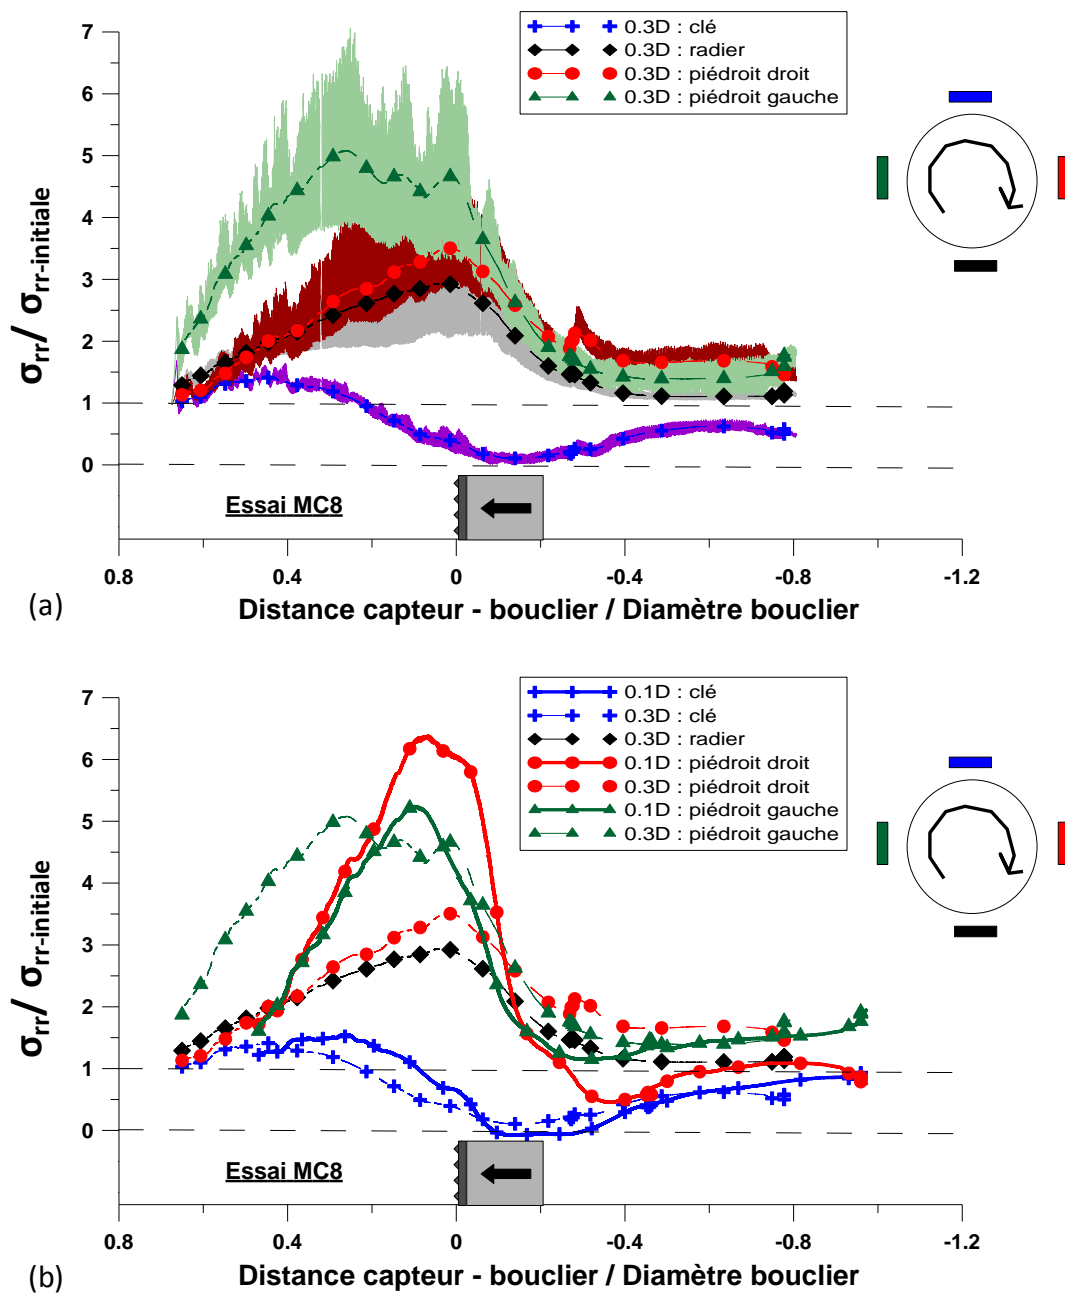 7
6
5
4
3
2
1
0
σrr/ σrr-initiale
0.3D : clé
0.3D : radier
0.3D : piédroit droit
0.3D : piédroit gauche
Essai MC8
0.8
0.4
0
-0.4
-0.8
-1.2
(a)
Distance capteur - bouclier / Diamètre bouclier
7
6
5
4
3
2
1
0
σrr/ σrr-initiale
0.1D : clé
0.3D : clé
0.3D : radier
0.1D : piédroit droit
0.3D : piédroit droit
0.1D : piédroit gauche
0.3D : piédroit gauche
Essai MC8
0.8
0.4
0
-0.4
-0.8
-1.2
(b)
Distance capteur - bouclier / Diamètre bouclier